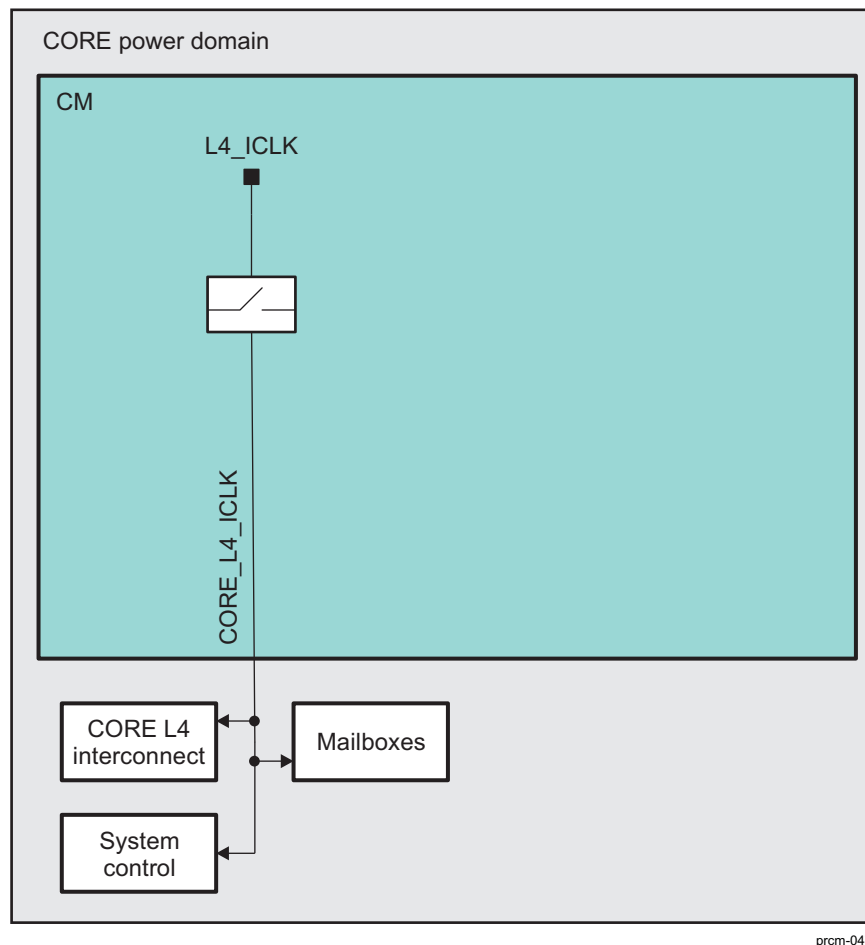 CORE power domain
CM
L4_ICLK
CORE_L4_ICLK
CORE L4
interconnect
Mailboxes
System
control
prcm-04